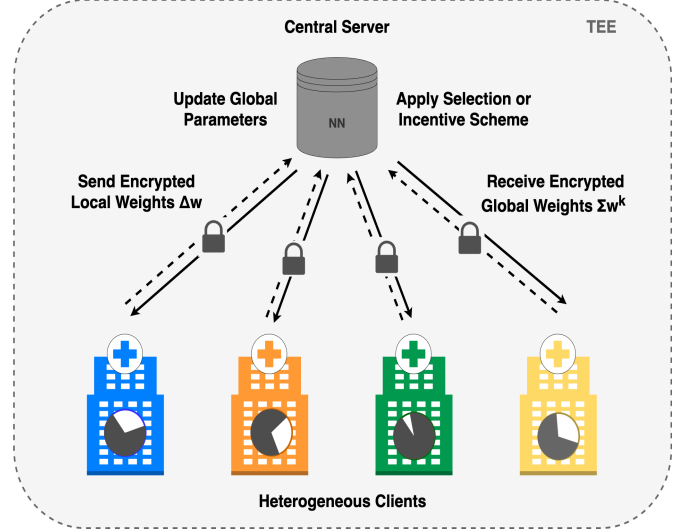 Central Server
TEE
Update Global
Parameters
NN
Apply Selection or
Incentive Scheme
Send Encrypted
Local Weights Δw
Receive Encrypted
Global Weights Σw^k
Heterogeneous Clients